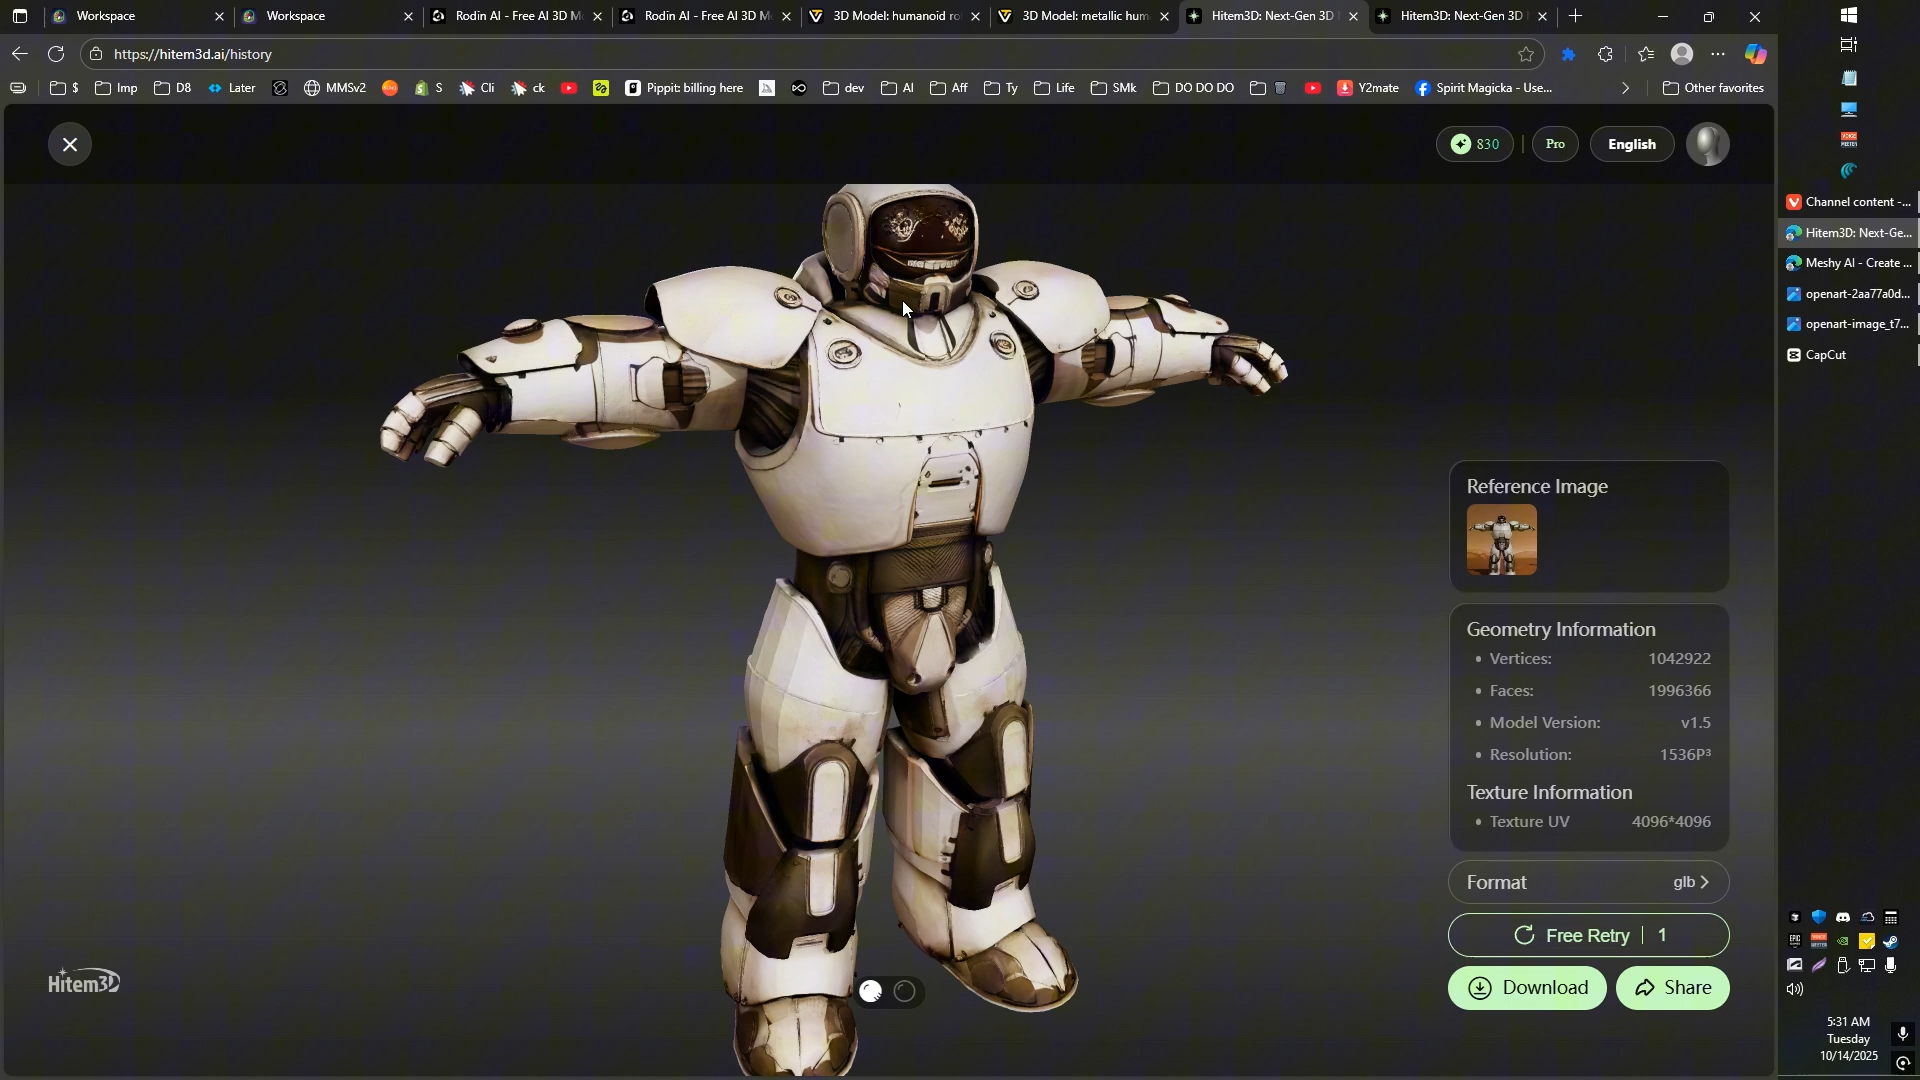 Workspace
Workspace
Rodin AI - Free AI 3D Mo
Rodin AI - Free AI 3D Mo
3D Model: humanoid ro
3D Model: metallic hum
Hitem3D: Next-Gen 3D
Hitem3D: Next-Gen 3D
https://hitem3d.ai/history
$
Imp
D8
Later
MMSv2
S
Cli
ck
Pippit: billing here
dev
AI
Aff
Ty
Life
SMk
DO DO DO
Y2mate
Spirit Magicka - Use...
Other favorites
830
Pro
English
Channel content -...
Hitem3D: Next-Ge...
Meshy AI - Create ...
openart-2aa77a0d...
openart-image_t7...
CapCut
Reference Image
Geometry Information
• Vertices: 1042922
• Faces: 1996366
• Model Version: v1.5
• Resolution: 1536P³
Texture Information
• Texture UV 4096*4096
Format glb
Free Retry | 1
Download
Share
Hitem3D
5:31 AM
Tuesday
10/14/2025